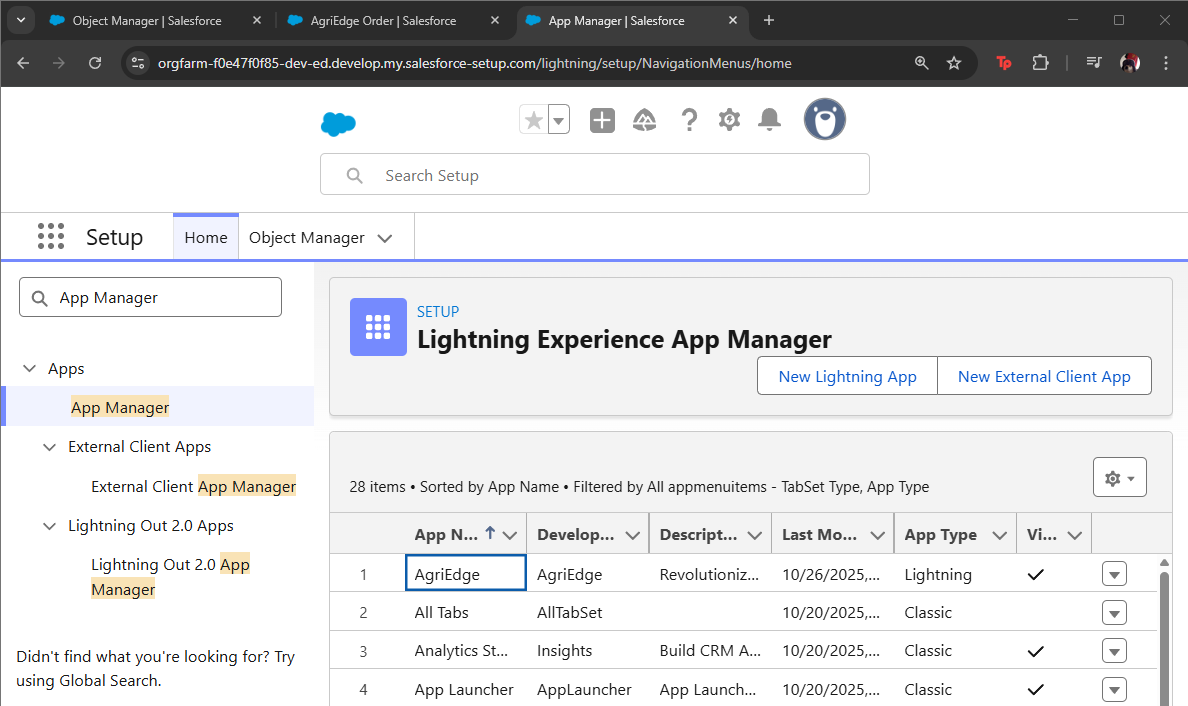 Object Manager | Salesforce
AgriEdge Order | Salesforce
App Manager | Salesforce
orgfarm-f0e47f0f85-dev-ed.develop.my.salesforce-setup.com/lightning/setup/NavigationMenus/home
Tp
Search Setup
Setup
Home
Object Manager
App Manager
Apps
App Manager
External Client Apps
External Client App Manager
Lightning Out 2.0 Apps
Lightning Out 2.0 App
Manager
Didn't find what you're looking for? Try
using Global Search.
SETUP
Lightning Experience App Manager
New Lightning App
New External Client App
28 items • Sorted by App Name • Filtered by All appmenuitems - TabSet Type, App Type
App N... Develop... Descript... Last Mo... App Type Vi...
1 AgriEdge AgriEdge Revolutioniz... 10/26/2025,... Lightning
2 All Tabs AllTabSet 10/20/2025,... Classic
3 Analytics St... Insights Build CRM A... 10/20/2025,... Classic
4 App Launcher AppLauncher App Launch... 10/20/2025,... Classic